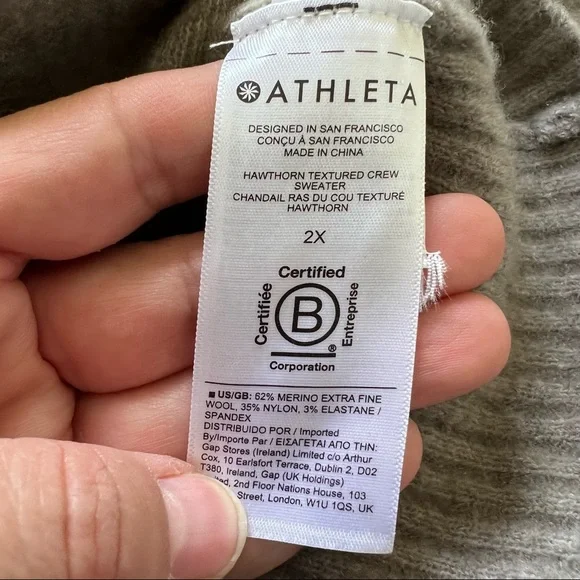 ATHLETA
DESIGNED IN SAN FRANCISCO
CONÇU À SAN FRANCISCO
MADE IN CHINA
HAWTHORN TEXTURED CREW
SWEATER
CHANDAIL RAS DU COU TEXTURÉ
HAWTHORN
2X
Certified
Certifiée
B
Entreprise
®
Corporation
US/GB: 62% MERINO EXTRA FINE
WOOL, 35% NYLON, 3% ELASTANE /
SPANDEX
DISTRIBUIDO POR / Imported
By/Importe Par / ΕΙΣΑΓΕΤΑΙ ΑΠΟ ΤΗΝ:
Gap Stores (Ireland) Limited c/o Arthur
Cox, 10 Earlsfort Terrace, Dublin 2, D02
T380, Ireland, Gap (UK Holdings)
2nd Floor Nations House, 103
Street, London, W1U 1QS, UK